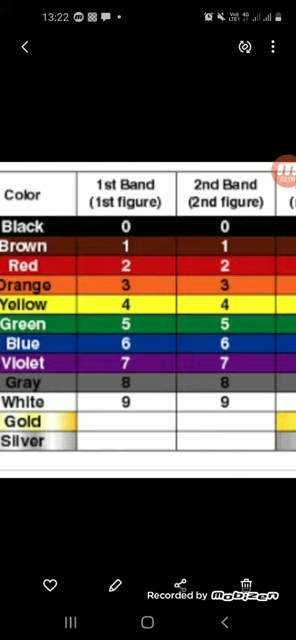 13:22
Color
1st Band
(1st figure)
2nd Band
(2nd figure)
Black 0 0
Brown 1 1
Red 2 2
Orange 3 3
Yellow 4 4
Green 5 5
Blue 6 6
Violet 7 7
Gray 8 8
White 9 9
Gold
Silver
Recorded by mobizen